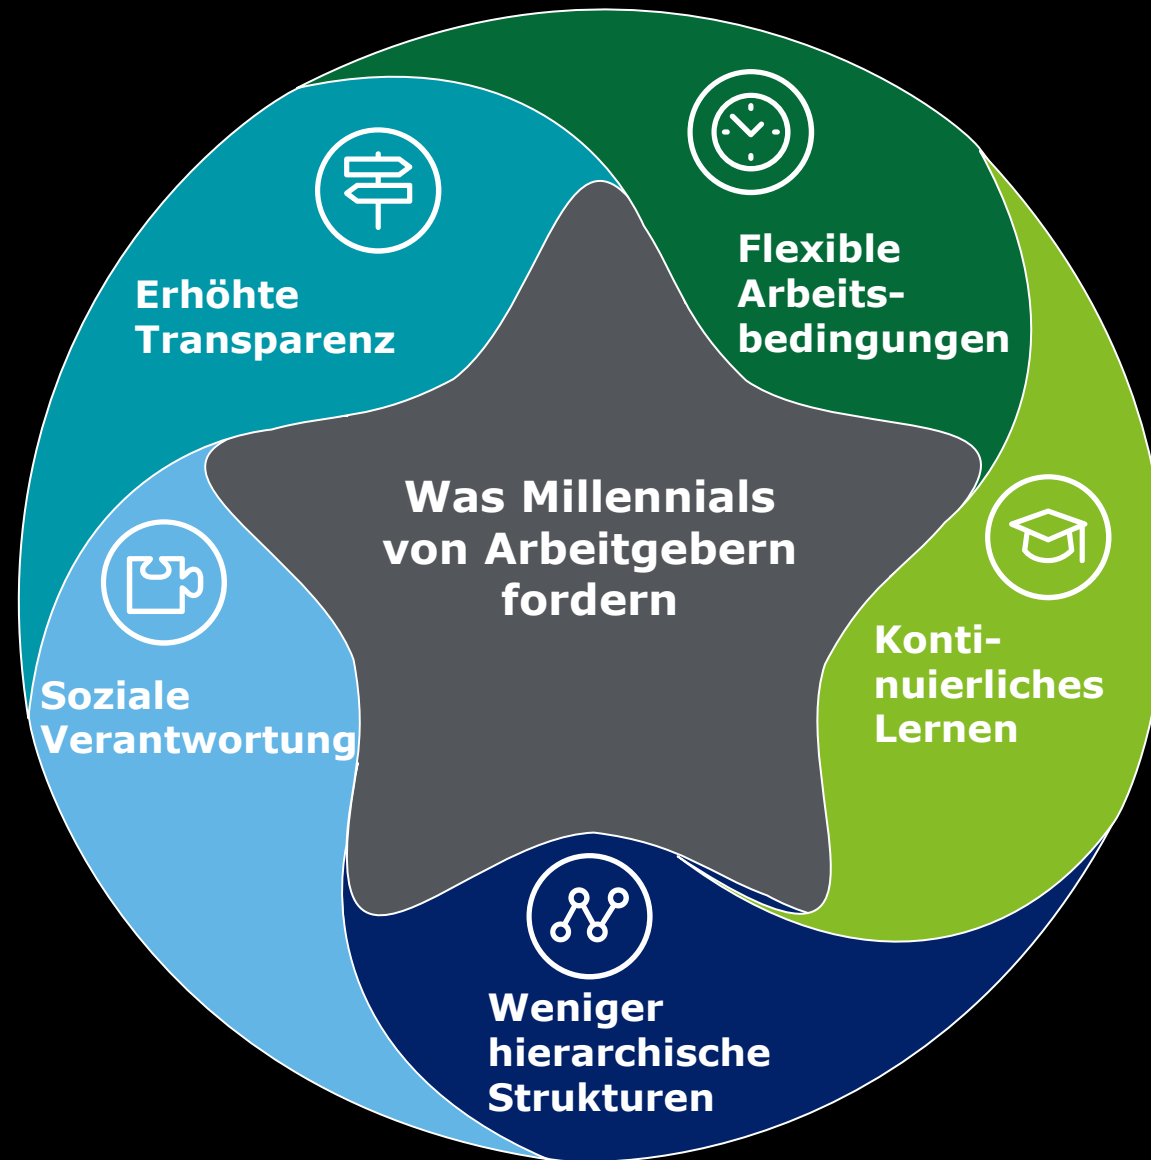 Flexible
Arbeits-
bedingungen
Erhöhte
Transparenz
Was Millennials
von Arbeitgebern
fordern
Konti-
nuierliches
Lernen
Soziale
Verantwortung
Weniger
hierarchische
Strukturen